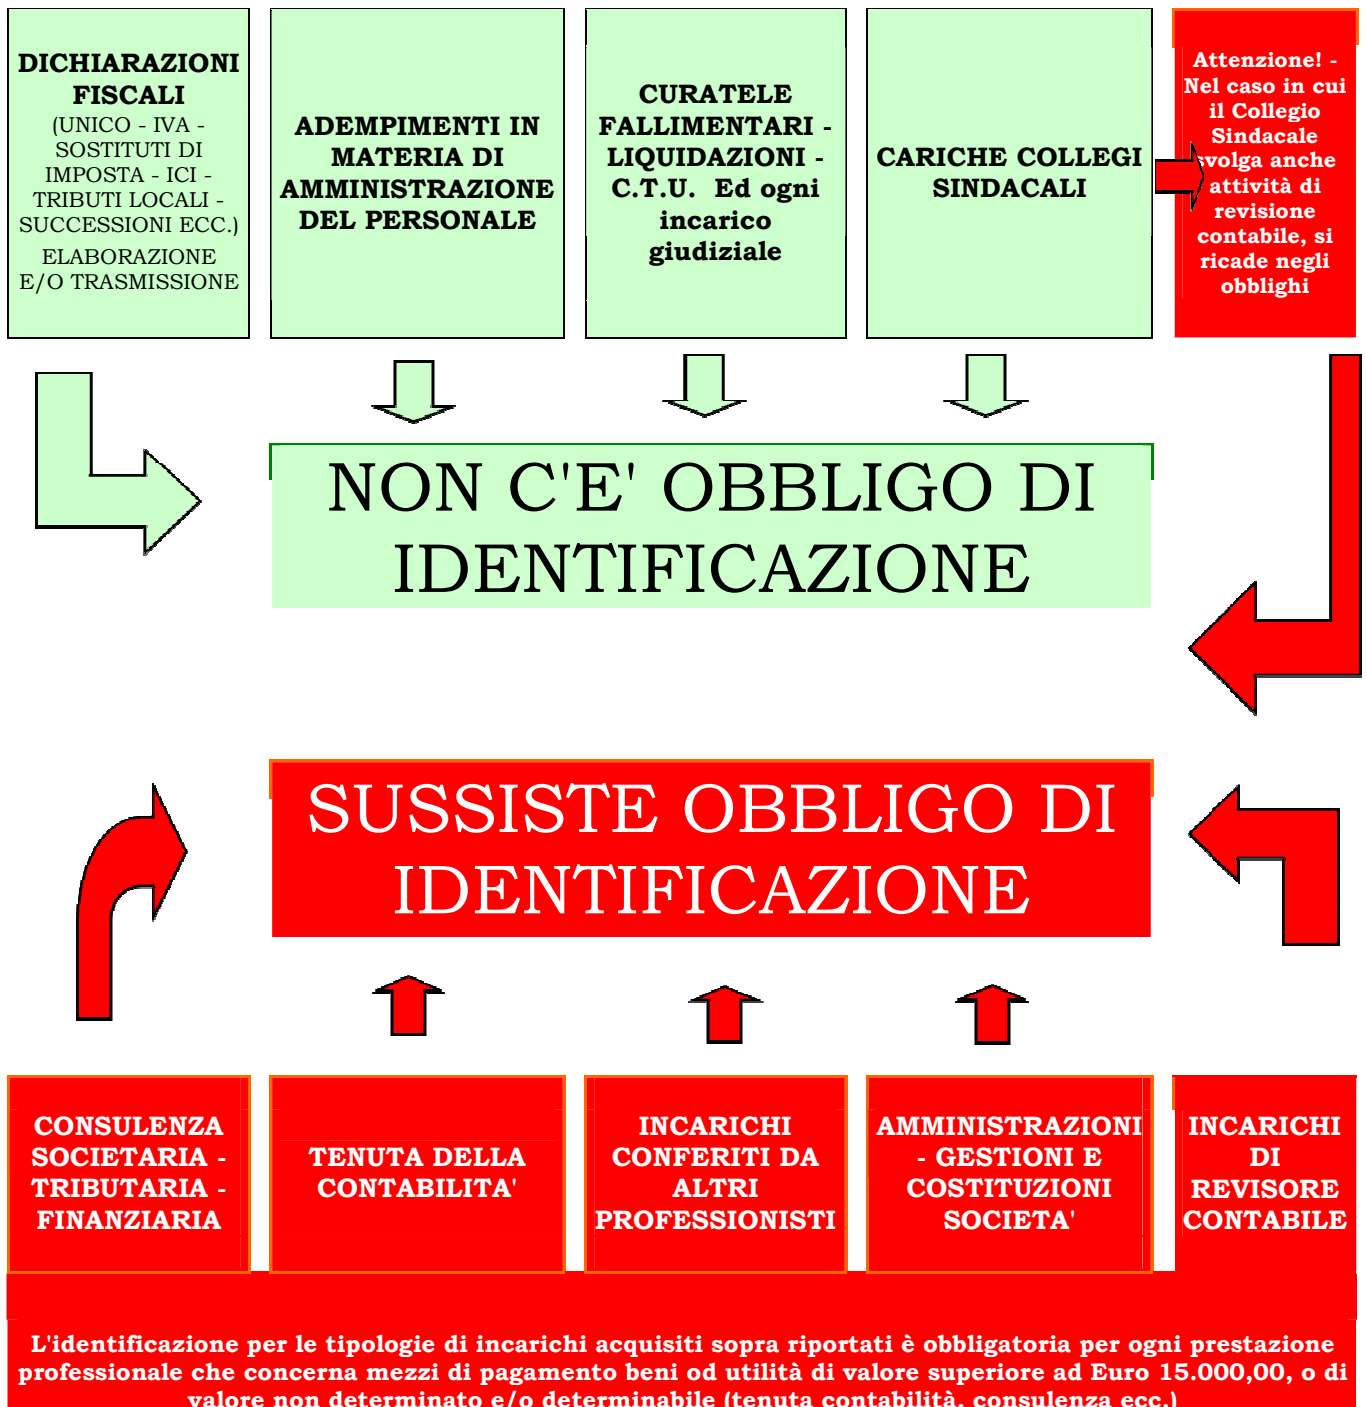 DICHIARAZIONI
FISCALI
(UNICO - IVA -
SOSTITUTI DI
IMPOSTA - ICI -
TRIBUTI LOCALI -
SUCCESSIONI ECC.)
ELABORAZIONE
E/O TRASMISSIONE
ADEMPIMENTI IN
MATERIA DI
AMMINISTRAZIONE
DEL PERSONALE
CURATELE
FALLIMENTARI -
LIQUIDAZIONI -
C.T.U. Ed ogni
incarico
giudiziale
CARICHE COLLEGI
SINDACALI
Attenzione! -
Nel caso in cui
il Collegio
Sindacale
svolga anche
attività di
revisione
contabile, si
ricade negli
obblighi
NON C'E' OBBLIGO DI
IDENTIFICAZIONE
SUSSISTE OBBLIGO DI
IDENTIFICAZIONE
CONSULENZA
SOCIETARIA -
TRIBUTARIA -
FINANZIARIA
TENUTA DELLA
CONTABILITA'
INCARICHI
CONFERITI DA
ALTRI
PROFESSIONISTI
AMMINISTRAZIONI
- GESTIONI E
COSTITUZIONI
SOCIETA'
INCARICHI
DI
REVISORE
CONTABILE
L'identificazione per le tipologie di incarichi acquisiti sopra riportati è obbligatoria per ogni prestazione
professionale che concerna mezzi di pagamento beni od utilità di valore superiore ad Euro 15.000,00, o di
valore non determinato e/o determinabile (tenuta contabilità, consulenza ecc.)